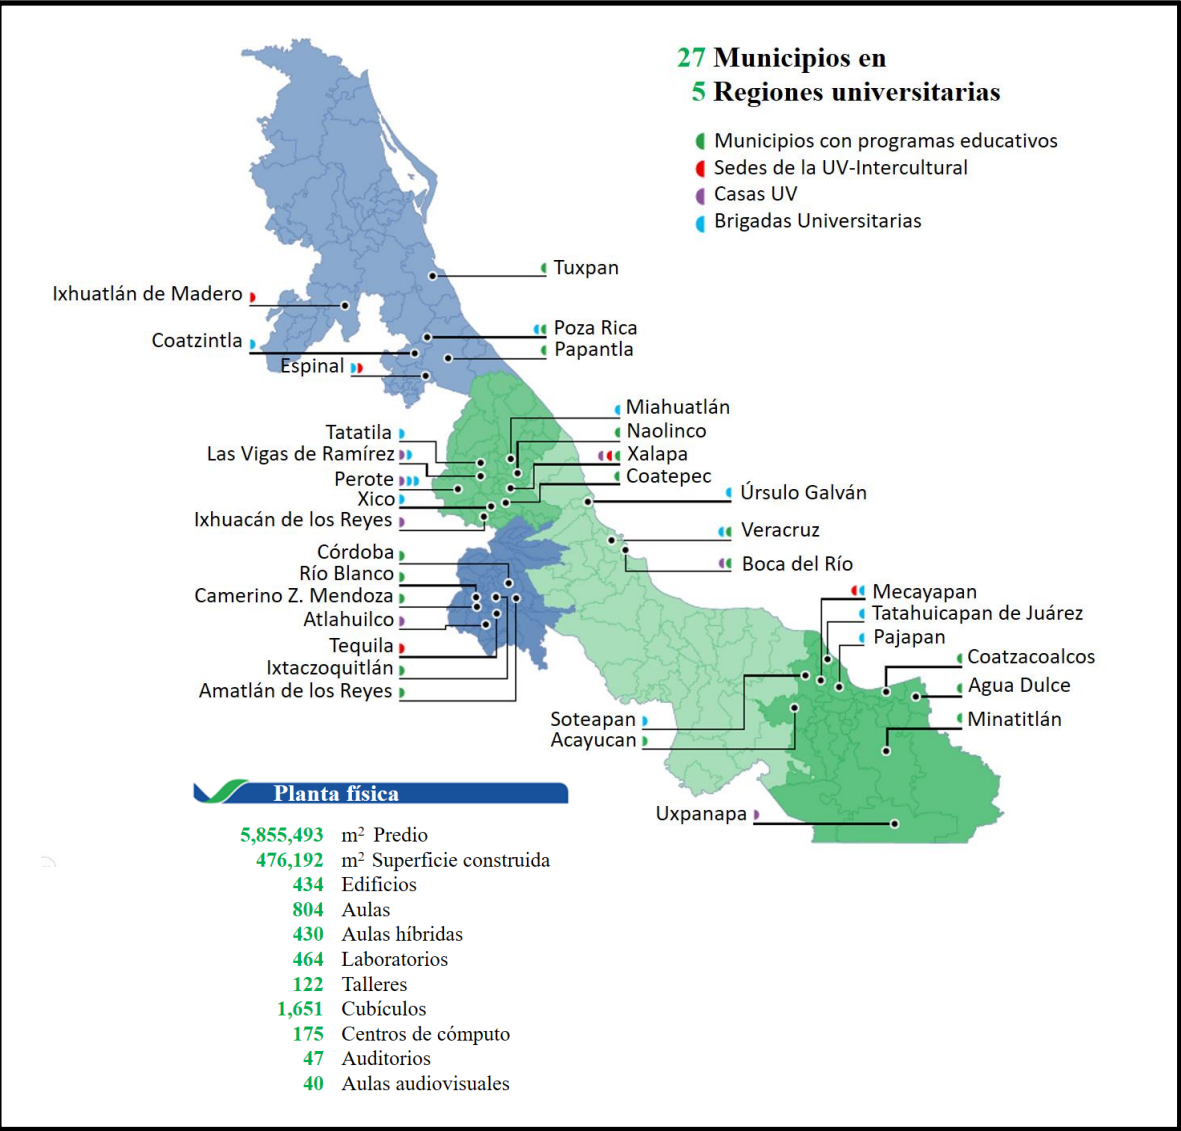 27 Municipios en
5 Regiones universitarias
Municipios con programas educativos
Sedes de la UV-Intercultural
Casas UV
Brigadas Universitarias
Tuxpan
Ixhuatlán de Madero
Poza Rica
Coatzintla
Papantla
Espinal
Miahuatlán
Tatatila
Naolinco
Las Vigas de Ramírez
Xalapa
Perote
Coatepec
Xico
Úrsulo Galván
Ixhuacán de los Reyes
Veracruz
Córdoba
Boca del Río
Río Blanco
Camerino Z. Mendoza
Mecayapan
Atlahuilco
Tatahuicapan de Juárez
Tequila
Pajapan
Ixtaczoquitlán
Coatzacoalcos
Amatlán de los Reyes
Agua Dulce
Soteapan
Minatitlán
Acayucan
Uxpanapa
Planta física
5,855,493 m² Predio
476,192 m² Superficie construida
434 Edificios
804 Aulas
430 Aulas híbridas
464 Laboratorios
122 Talleres
1,651 Cubículos
175 Centros de cómputo
47 Auditorios
40 Aulas audiovisuales